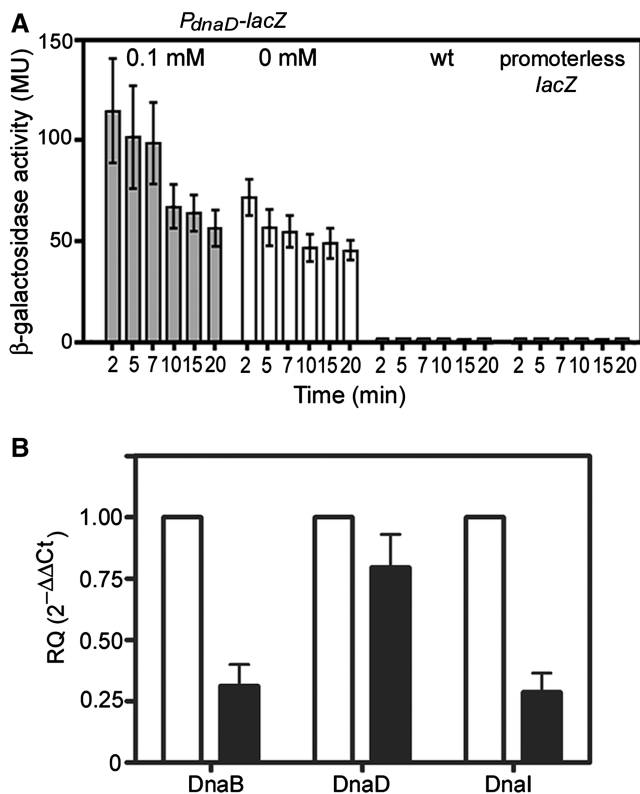 A
PdnaD-lacZ
150
100
50
0
β-galactosidase activity (MU)
0.1 mM 0 mM wt promoterless
lacZ
2 5 7 10 15 20 2 5 7 10 15 20 2 5 7 10 15 20 2 5 7 10 15 20
Time (min)
B
1.00
0.75
0.50
0.25
0
RQ (2^−ΔΔCt)
DnaB DnaD DnaI